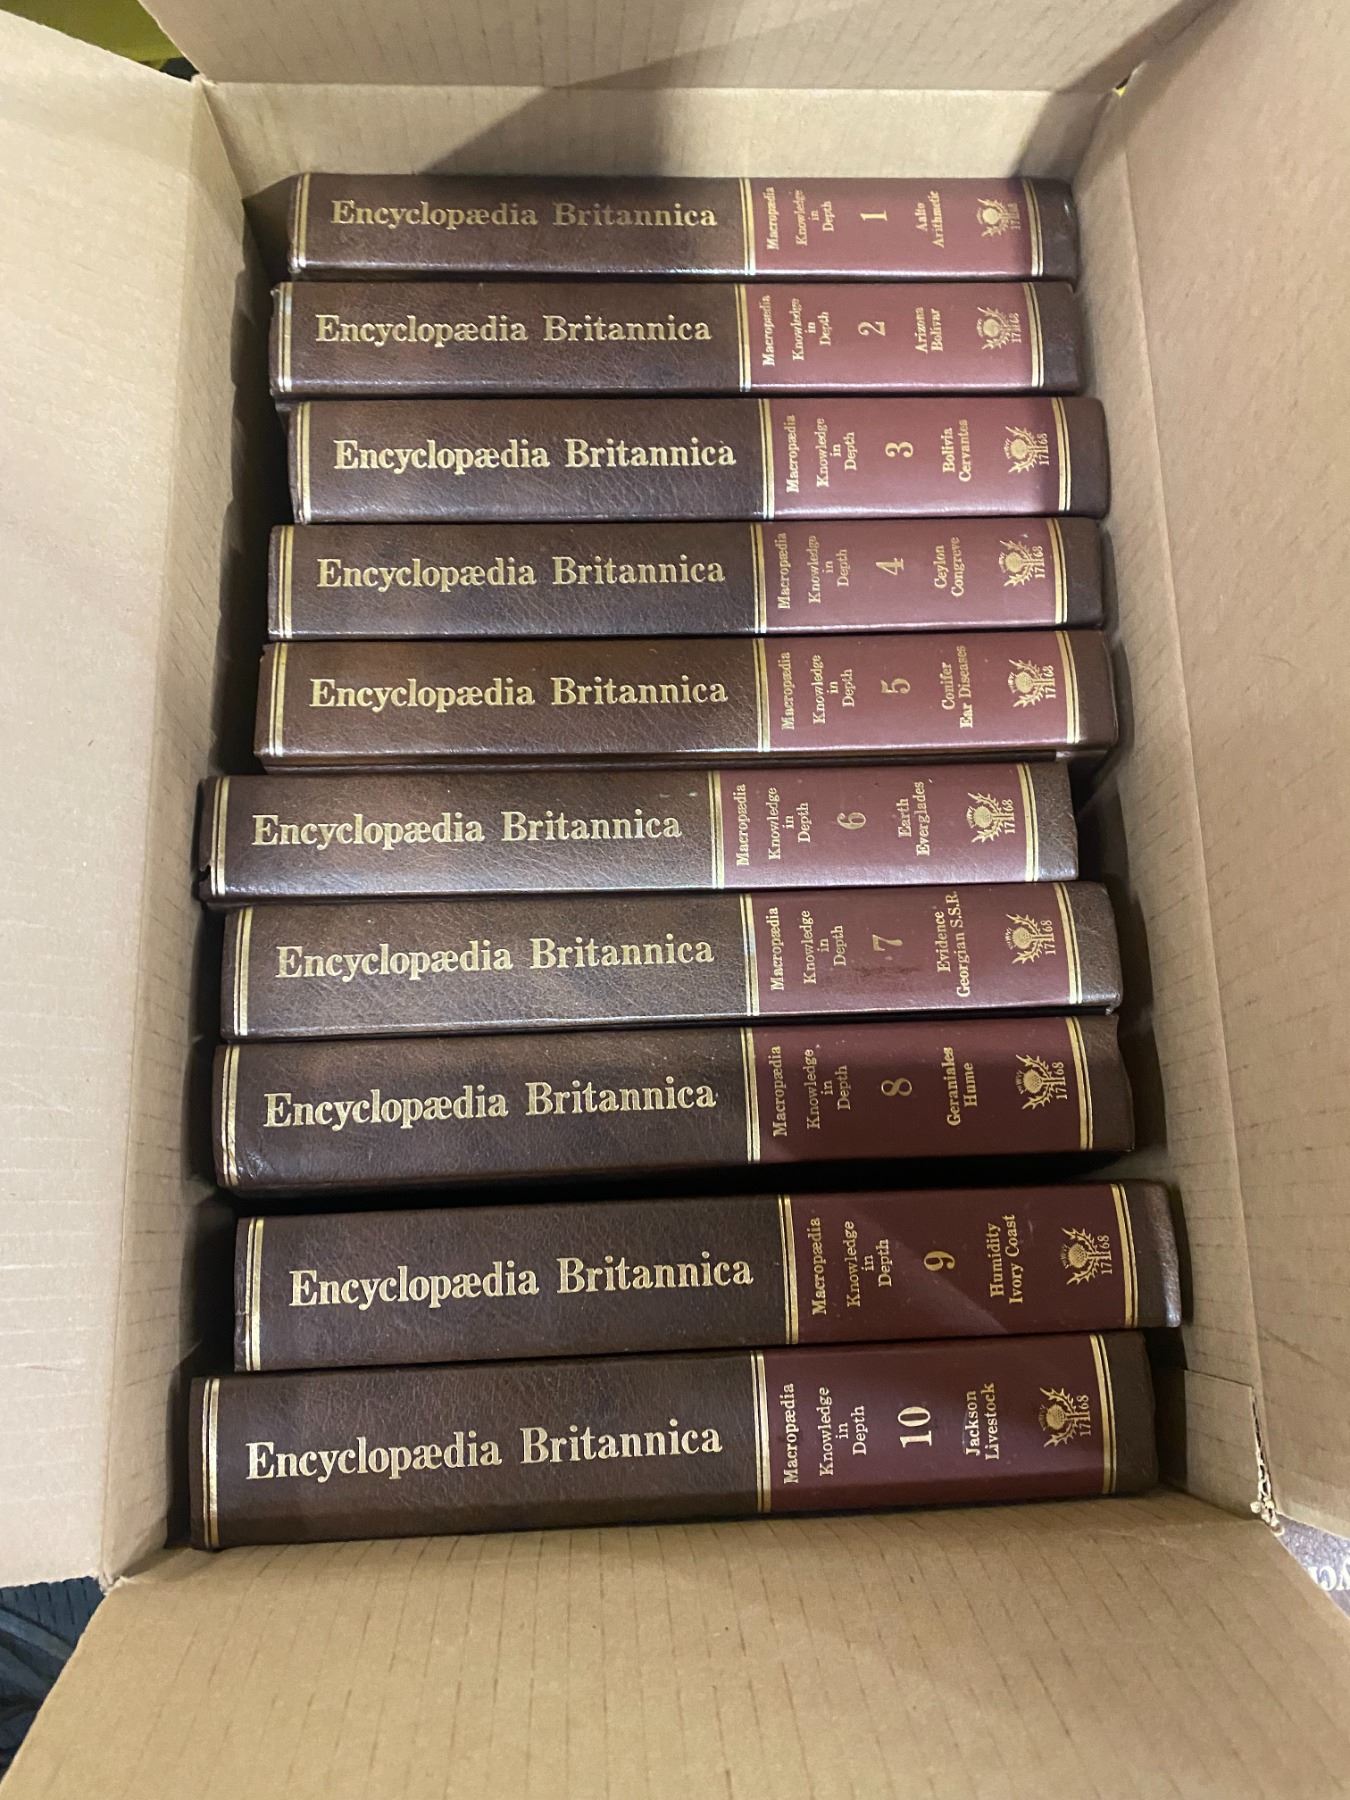 Encyclopædia Britannica
Macropædia
Knowledge
in
Depth
1
Aalto
Arithmetic
1768
Encyclopædia Britannica
Macropædia
Knowledge
in
Depth
2
Arizona
Bolivar
1768
Encyclopædia Britannica
Macropædia
Knowledge
in
Depth
3
Bolivia
Cervantes
1768
Encyclopædia Britannica
Macropædia
Knowledge
in
Depth
4
Ceylon
Congreve
1768
Encyclopædia Britannica
Macropædia
Knowledge
in
Depth
5
Conifer
Ear Diseases
1768
Encyclopædia Britannica
Macropædia
Knowledge
in
Depth
6
Earth
Everglades
1768
Encyclopædia Britannica
Macropædia
Knowledge
in
Depth
7
Evidence
Georgian S.S.R.
1768
Encyclopædia Britannica
Macropædia
Knowledge
in
Depth
8
Geraniales
Hume
1768
Encyclopædia Britannica
Macropædia
Knowledge
in
Depth
9
Humidity
Ivory Coast
1768
Encyclopædia Britannica
Macropædia
Knowledge
in
Depth
10
Jackson
Livestock
1768